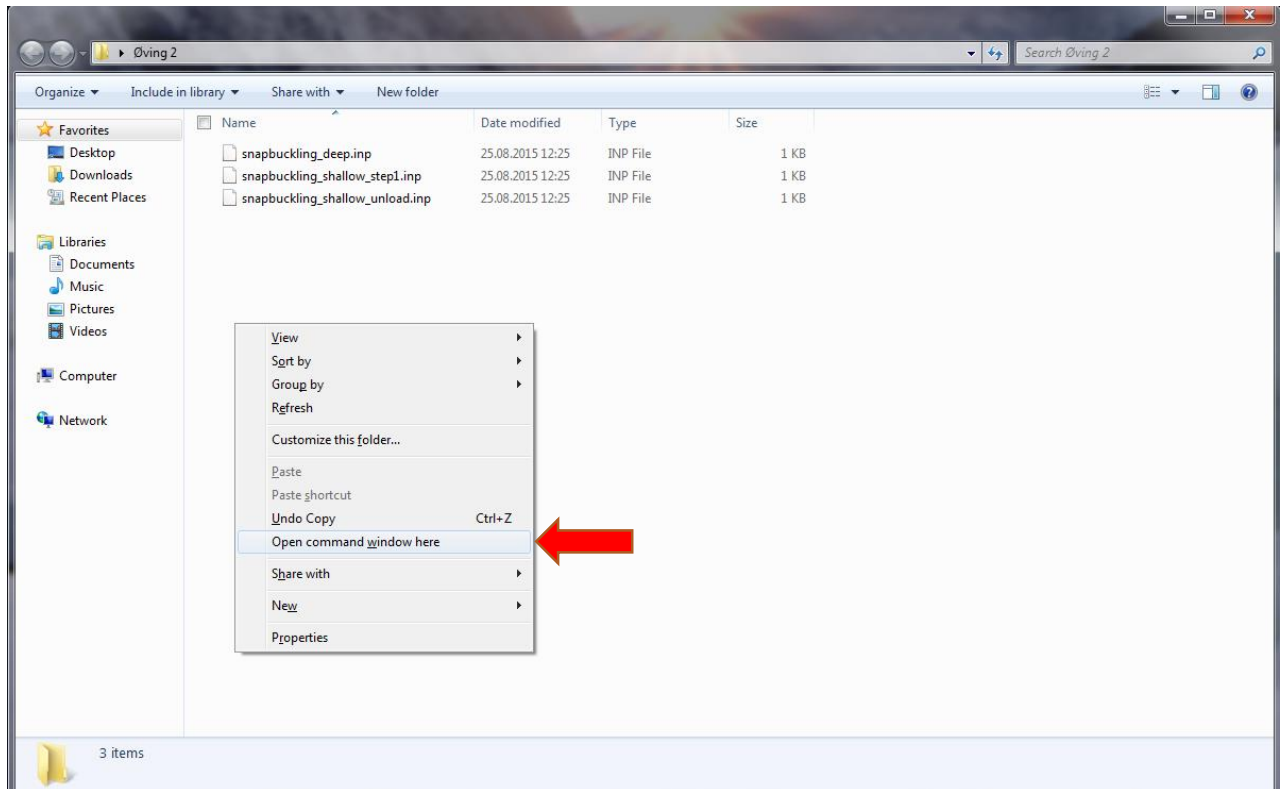 Øving 2
Search Øving 2
Organize Include in library Share with New folder
Favorites
Desktop
Downloads
Recent Places
Libraries
Documents
Music
Pictures
Videos
Computer
Network
Name Date modified Type Size
snapbuckling_deep.inp 25.08.2015 12:25 INP File 1 KB
snapbuckling_shallow_step1.inp 25.08.2015 12:25 INP File 1 KB
snapbuckling_shallow_unload.inp 25.08.2015 12:25 INP File 1 KB
View
Sort by
Group by
Refresh
Customize this folder...
Paste
Paste shortcut
Undo Copy Ctrl+Z
Open command window here
Share with
New
Properties
3 items